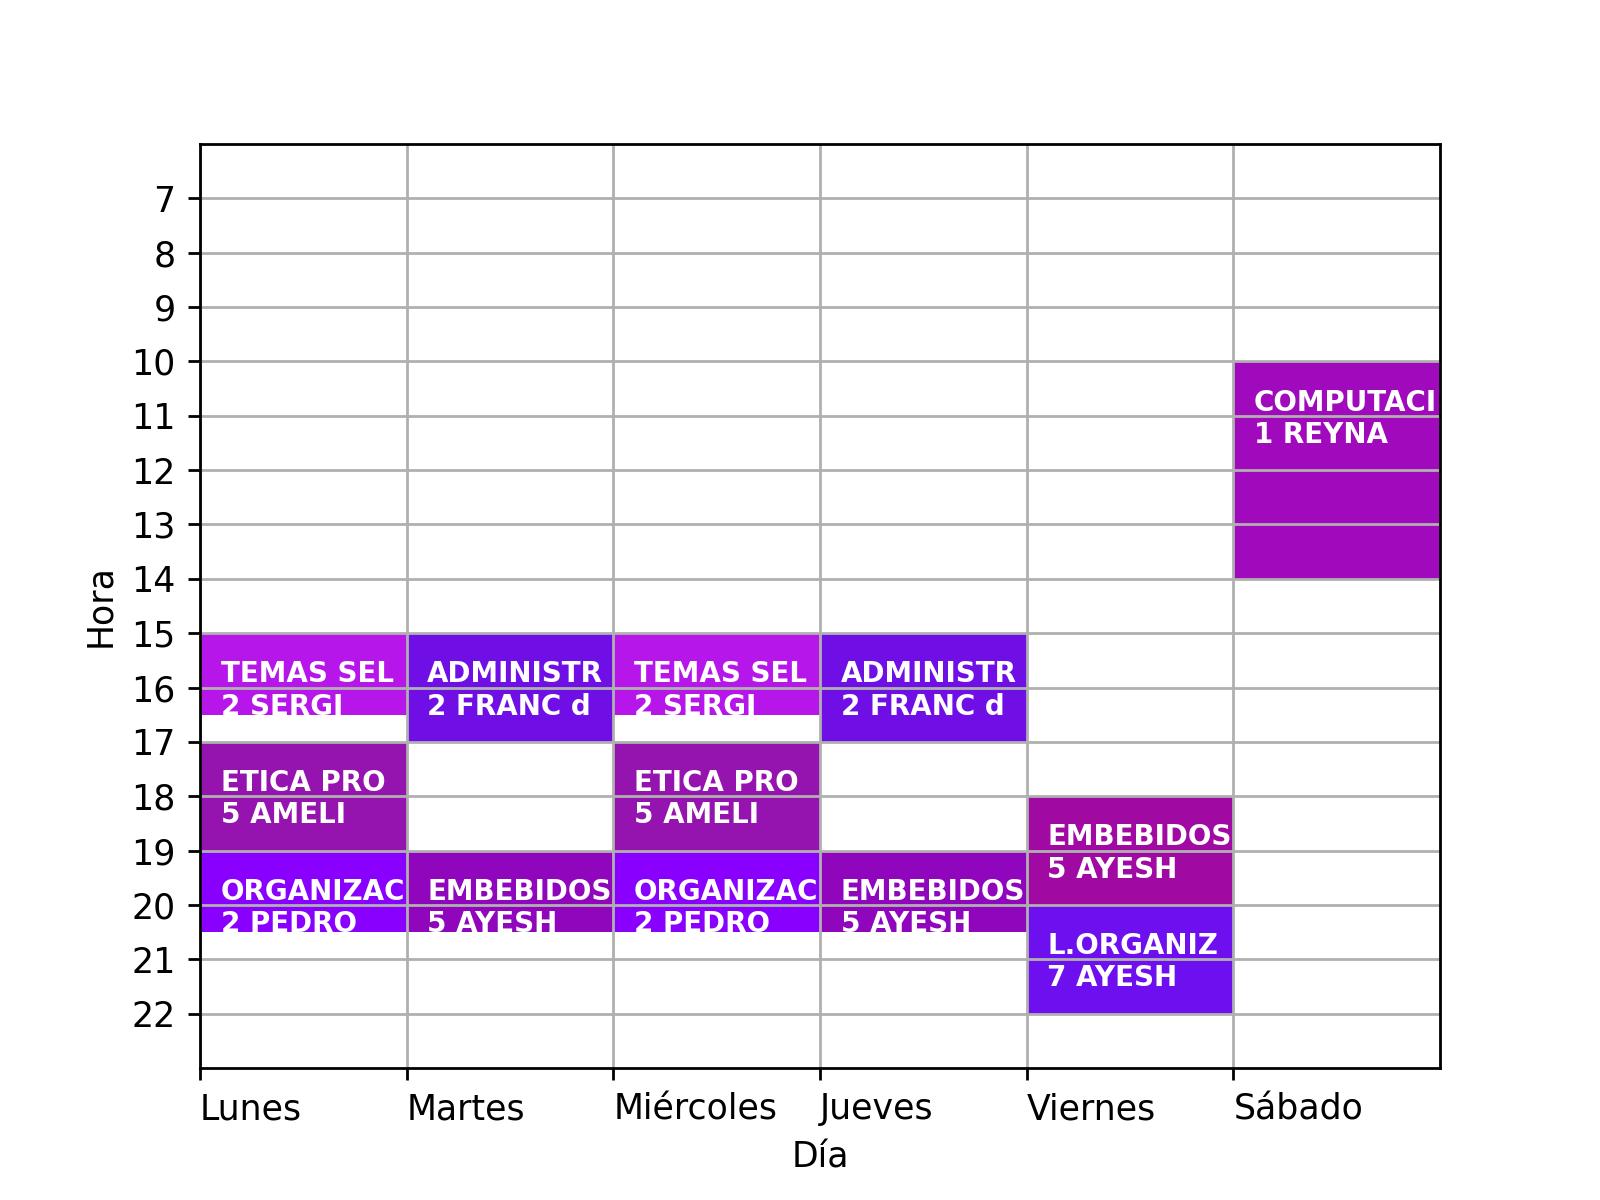 7
8
9
10
11
12
13
14
15
16
17
18
19
20
21
22
Hora
COMPUTACI
1 REYNA
TEMAS SEL
2 SERGI
ADMINISTR
2 FRANC d
TEMAS SEL
2 SERGI
ADMINISTR
2 FRANC d
ETICA PRO
5 AMELI
ETICA PRO
5 AMELI
EMBEBIDOS
5 AYESH
ORGANIZAC
2 PEDRO
EMBEBIDOS
5 AYESH
ORGANIZAC
2 PEDRO
EMBEBIDOS
5 AYESH
L.ORGANIZ
7 AYESH
Lunes Martes Miércoles Jueves Viernes Sábado
Día